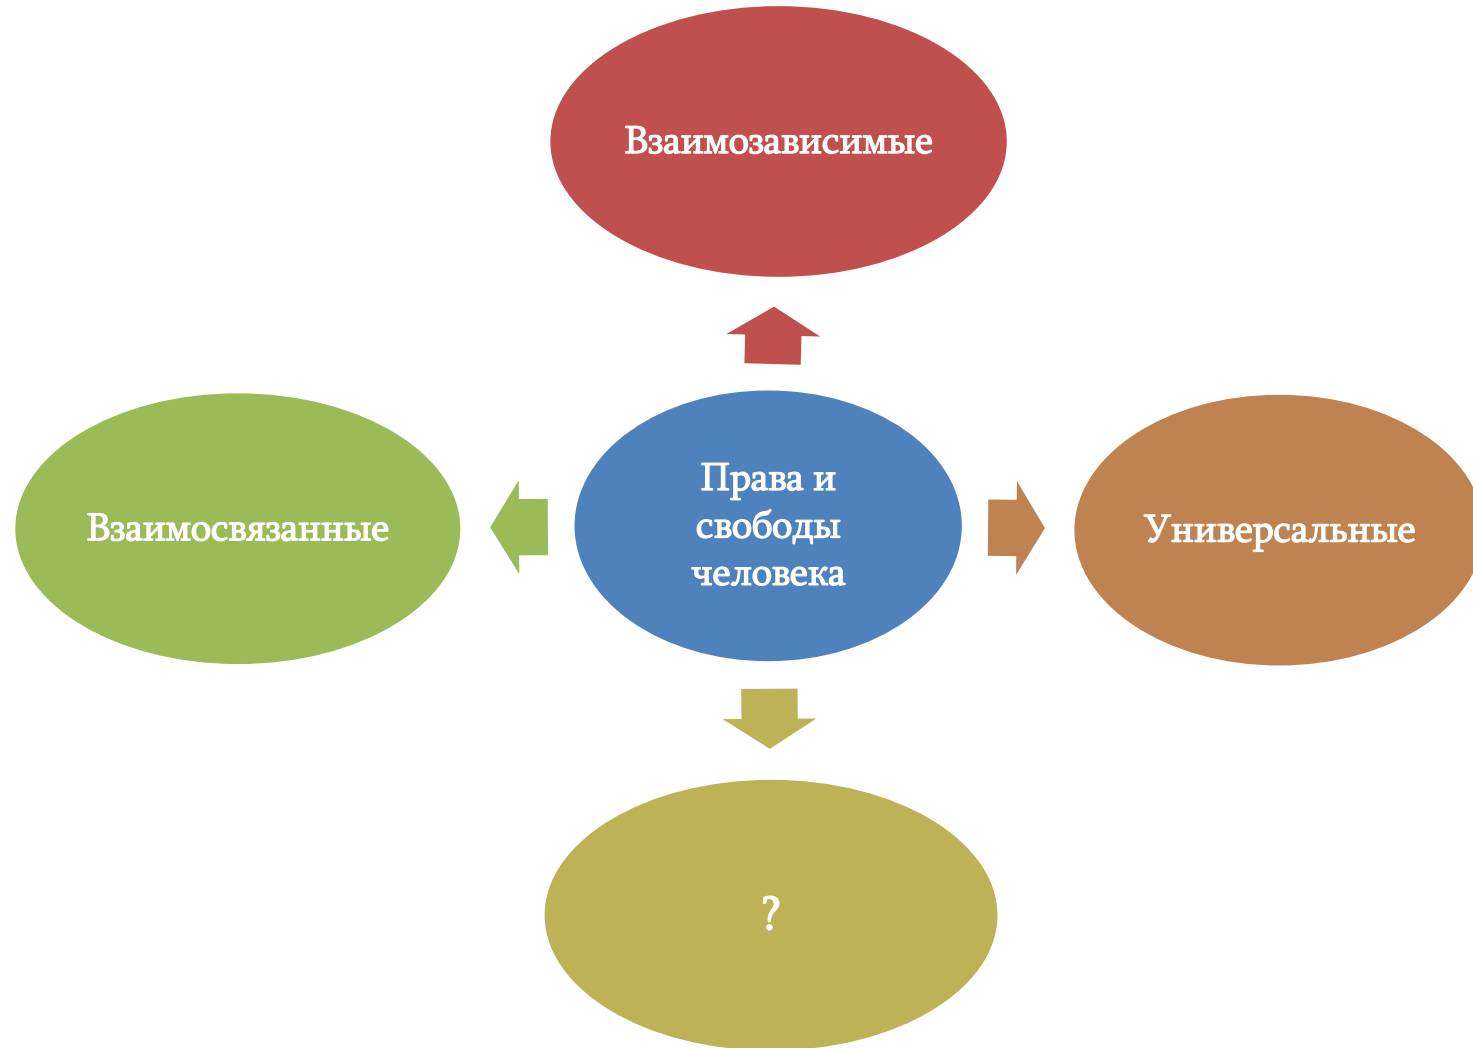 Взаимозависимые
Взаимосвязанные
Права и
свободы
человека
Универсальные
?